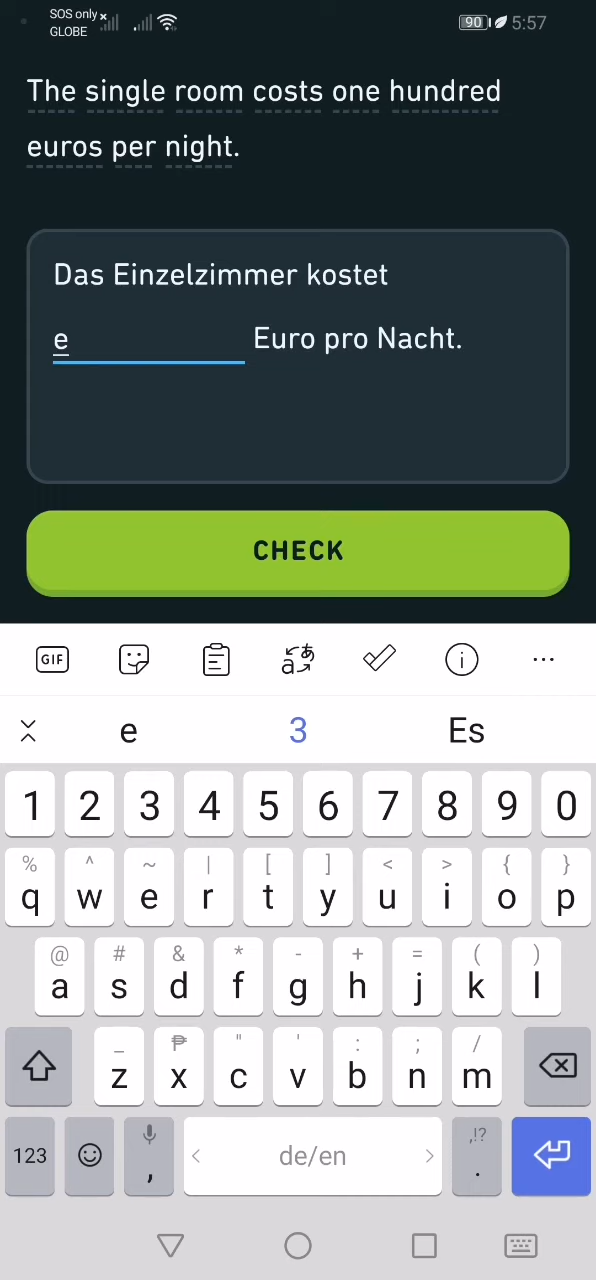 SOS only
GLOBE
90 5:57
The single room costs one hundred
euros per night.
Das Einzelzimmer kostet
e Euro pro Nacht.
CHECK
GIF
e 3 Es
1 2 3 4 5 6 7 8 9 0
% ^ ~ | [ ] < > { }
q w e r t y u i o p
@ # & * - + = ( )
a s d f g h j k l
_ ₱ " ' : ; /
z x c v b n m
,!?
123 , < de/en > .